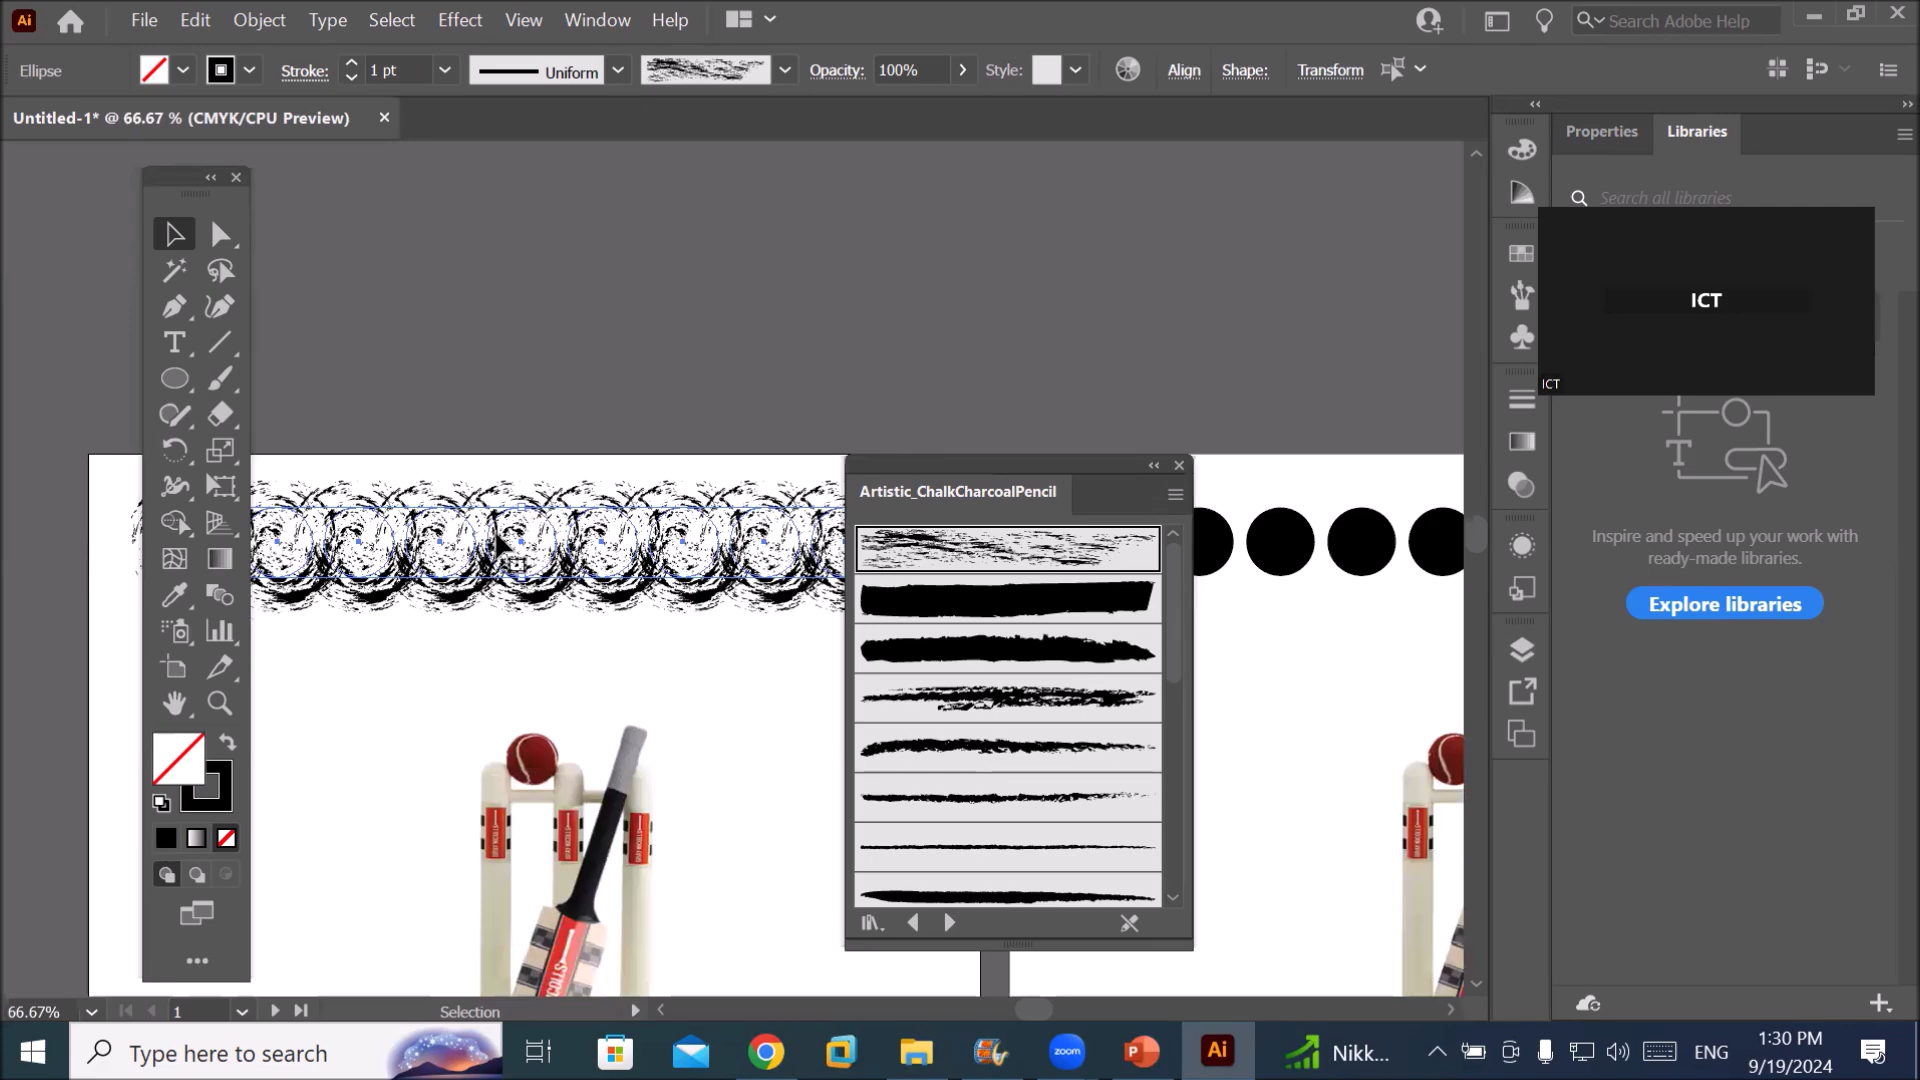 Ai File Edit Object Type Select Effect View Window Help Search Adobe Help
Ellipse Stroke: 1 pt Uniform Opacity: 100% Style: Align Shape: Transform
Untitled-1* @ 66.67 % (CMYK/CPU Preview)
Properties Libraries
Search all libraries
ICT
ICT
Artistic_ChalkCharcoalPencil
Inspire and speed up your work with
ready-made libraries.
Explore libraries
66.67% 1 Selection
Type here to search zoom P Ai Nikk... ENG 1:30 PM
9/19/2024